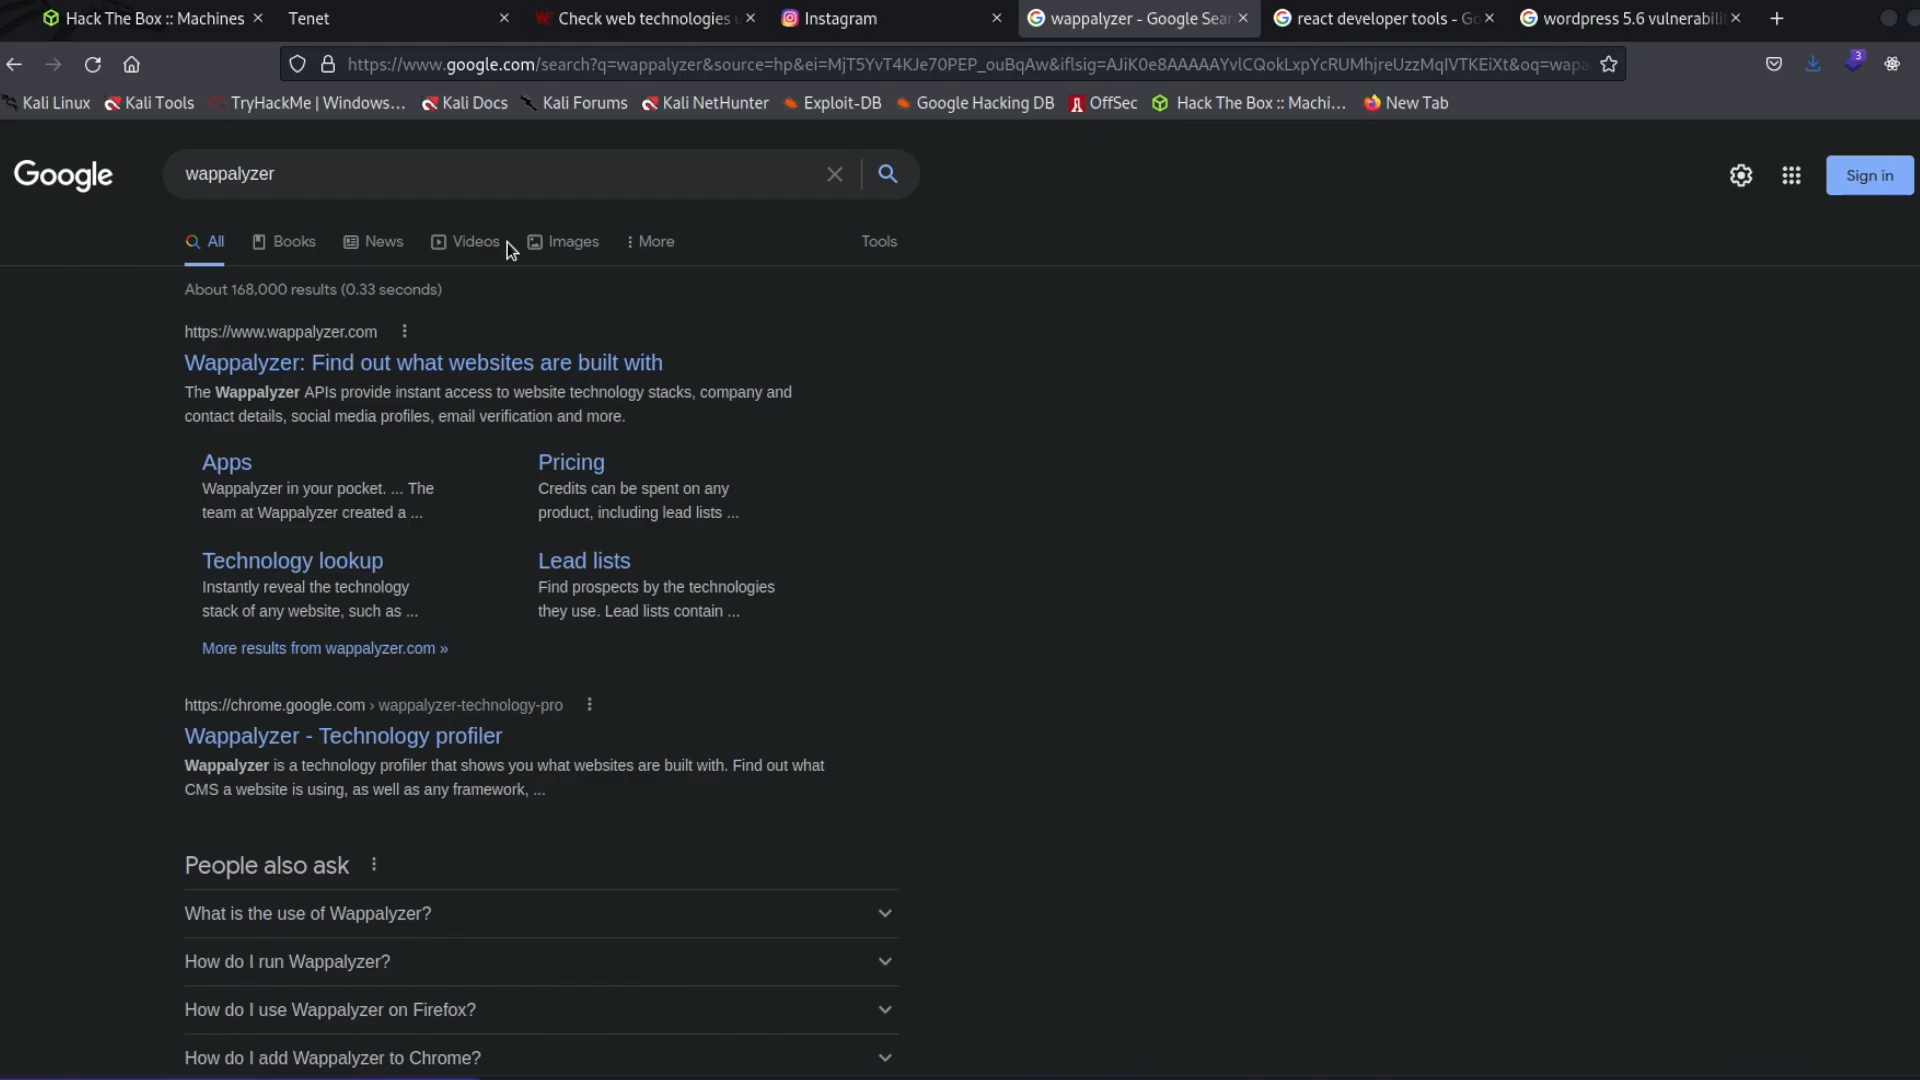 Hack The Box :: Machines
Tenet
Check web technologies
Instagram
wappalyzer - Google Sear
react developer tools - Go
wordpress 5.6 vulnerabili
https://www.google.com/search?q=wappalyzer&source=hp&ei=MjT5YvT4KJe70PEP_ouBqAw&iflsig=AJiK0e8AAAAAYvlCQokLxpYcRUMhjreUzzMqIVTKEiXt&oq=wapa
3
Kali Linux
Kali Tools
TryHackMe | Windows...
Kali Docs
Kali Forums
Kali NetHunter
Exploit-DB
Google Hacking DB
OffSec
Hack The Box :: Machi...
New Tab
Google
wappalyzer
Sign in
All
Books
News
Videos
Images
More
Tools
About 168,000 results (0.33 seconds)
https://www.wappalyzer.com
Wappalyzer: Find out what websites are built with
The Wappalyzer APIs provide instant access to website technology stacks, company and
contact details, social media profiles, email verification and more.
Apps
Wappalyzer in your pocket. ... The
team at Wappalyzer created a ...
Pricing
Credits can be spent on any
product, including lead lists ...
Technology lookup
Instantly reveal the technology
stack of any website, such as ...
Lead lists
Find prospects by the technologies
they use. Lead lists contain ...
More results from wappalyzer.com »
https://chrome.google.com › wappalyzer-technology-pro
Wappalyzer - Technology profiler
Wappalyzer is a technology profiler that shows you what websites are built with. Find out what
CMS a website is using, as well as any framework, ...
People also ask
What is the use of Wappalyzer?
How do I run Wappalyzer?
How do I use Wappalyzer on Firefox?
How do I add Wappalyzer to Chrome?